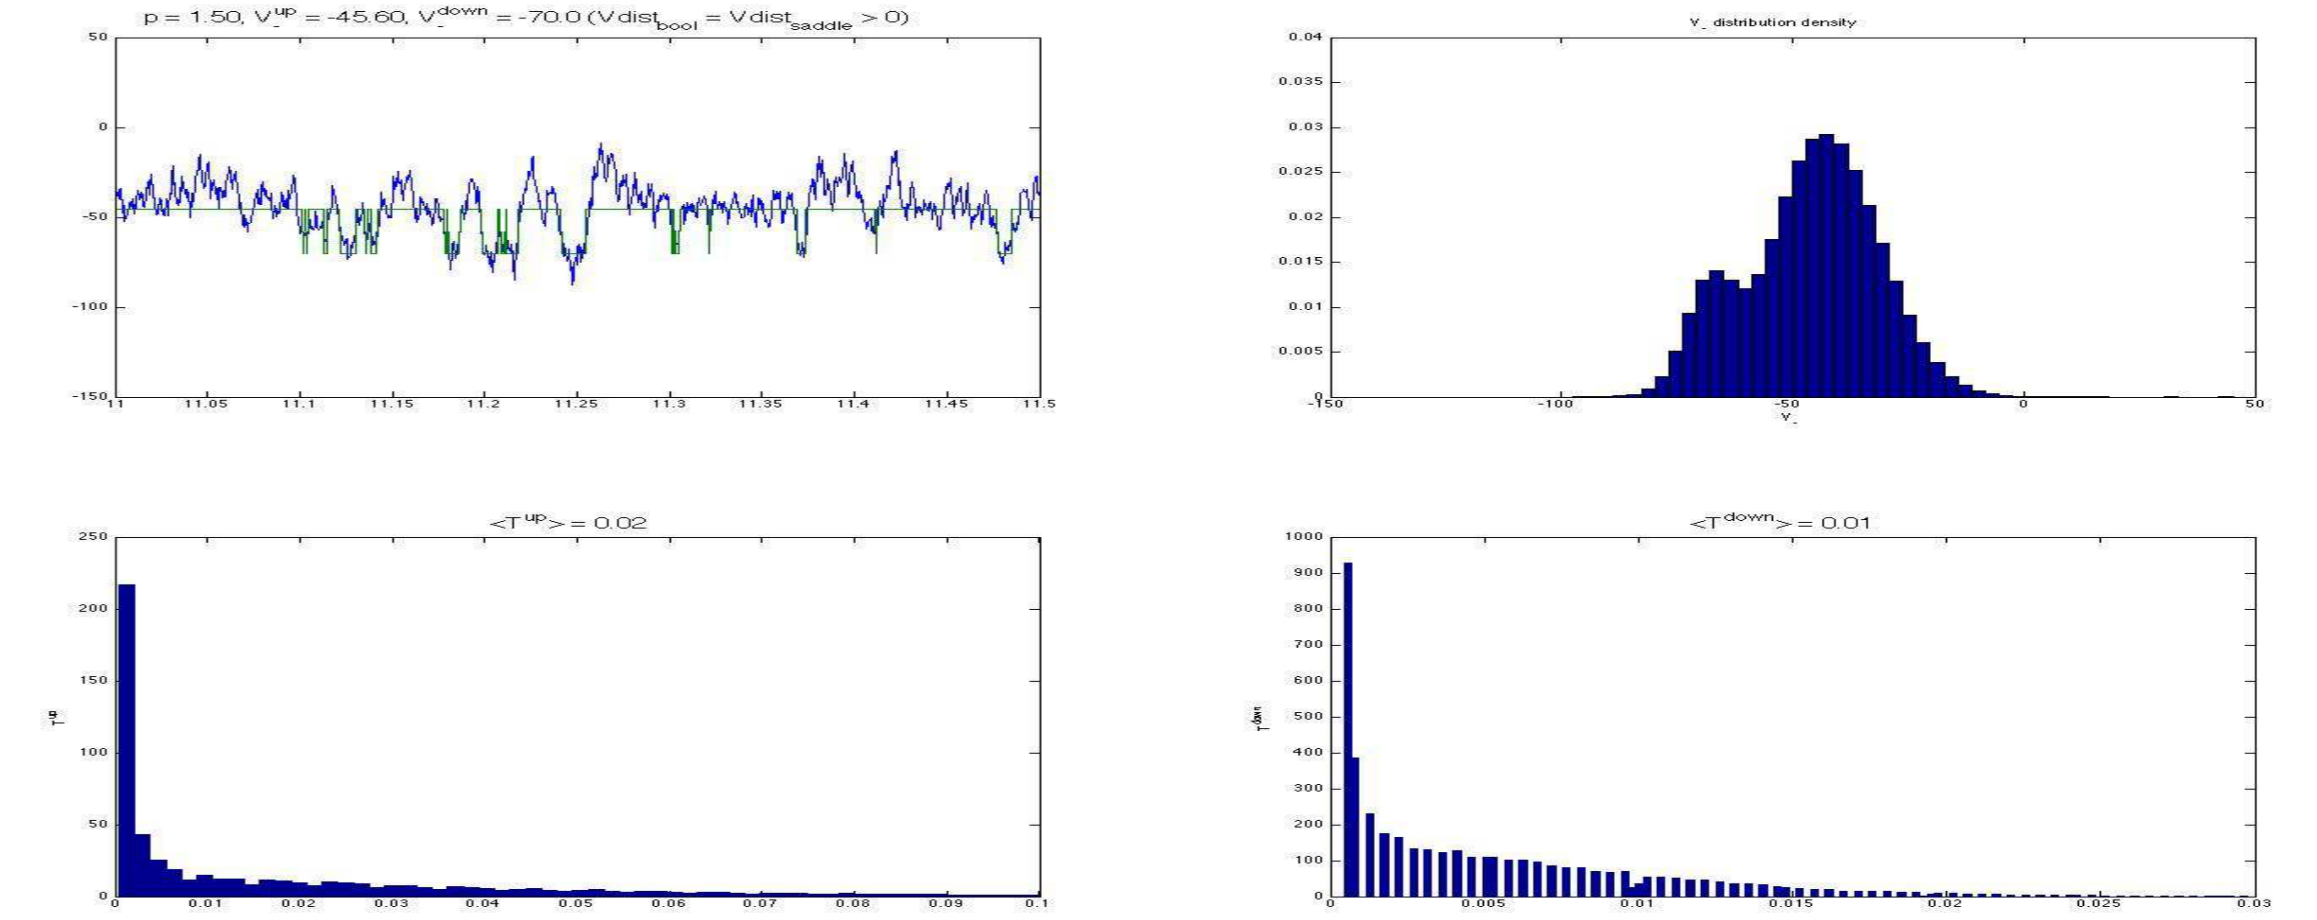 p = 1.50, V_-^up = -45.60, V_-^down = -70.0 (Vdist_bool = Vdist_saddle > 0)
50
0
-50
-100
-150
11 11.05 11.1 11.15 11.2 11.25 11.3 11.35 11.4 11.45 11.5
V_- distribution density
0.04
0.035
0.03
0.025
0.02
0.015
0.01
0.005
0
-150 -100 -50 0 50
V_-
<T^up> = 0.02
250
200
150
100
50
0
T^up
0 0.01 0.02 0.03 0.04 0.05 0.06 0.07 0.08 0.09 0.1
<T^down> = 0.01
1000
900
800
700
600
500
400
300
200
100
0
T^down
0 0.005 0.01 0.015 0.02 0.025 0.03